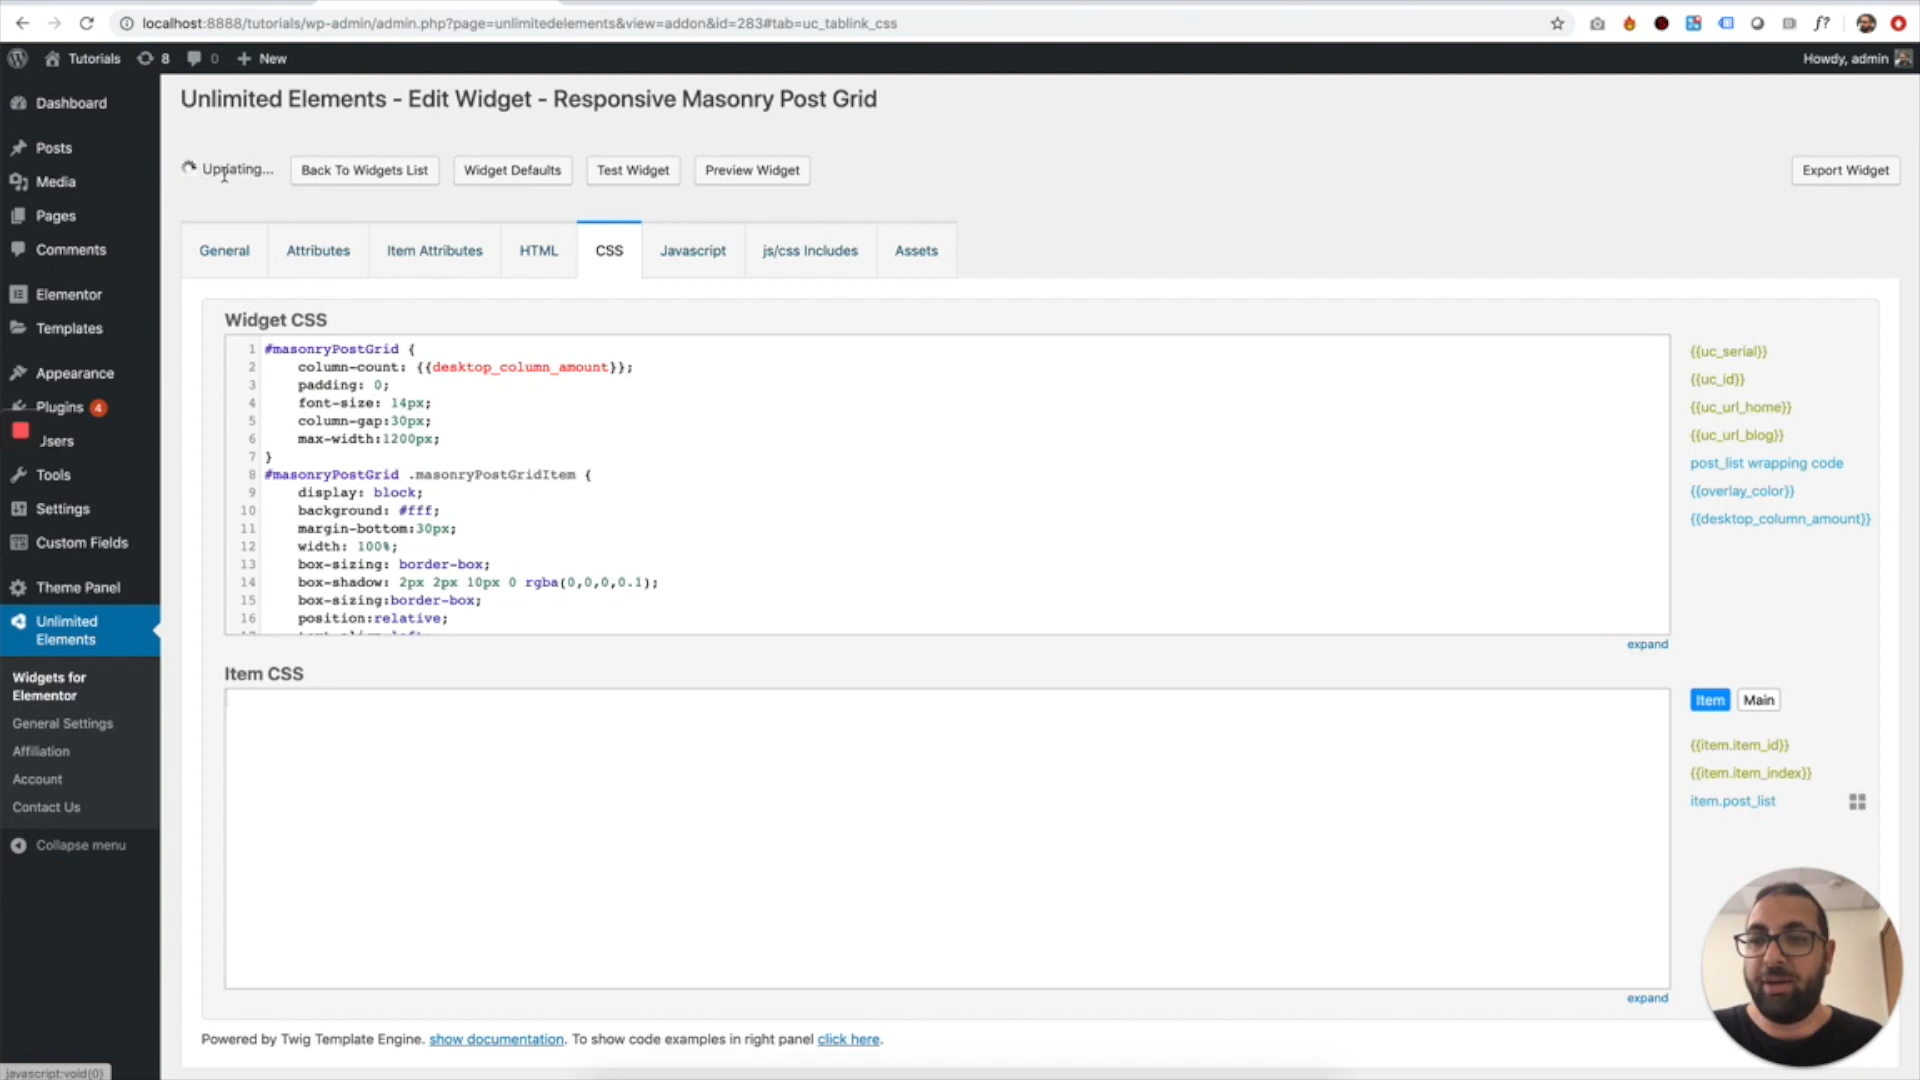 localhost:8888/tutorials/wp-admin/admin.php?page=unlimitedelements&view=addon&id=283#tab=uc_tablink_css
f?
Tutorials
8
0
New
Howdy, admin
Dashboard
Posts
Media
Pages
Comments
Elementor
Templates
Appearance
Plugins 4
Jsers
Tools
Settings
Custom Fields
Theme Panel
Unlimited
Elements
Widgets for
Elementor
General Settings
Affiliation
Account
Contact Us
Collapse menu
Unlimited Elements - Edit Widget - Responsive Masonry Post Grid
Updating...
Back To Widgets List
Widget Defaults
Test Widget
Preview Widget
Export Widget
General
Attributes
Item Attributes
HTML
CSS
Javascript
js/css Includes
Assets
Widget CSS
1 #masonryPostGrid {
2 column-count: {{desktop_column_amount}};
3 padding: 0;
4 font-size: 14px;
5 column-gap:30px;
6 max-width:1200px;
7 }
8 #masonryPostGrid .masonryPostGridItem {
9 display: block;
10 background: #fff;
11 margin-bottom:30px;
12 width: 100%;
13 box-sizing: border-box;
14 box-shadow: 2px 2px 10px 0 rgba(0,0,0,0.1);
15 box-sizing:border-box;
16 position:relative;
expand
{{uc_serial}}
{{uc_id}}
{{uc_url_home}}
{{uc_url_blog}}
post_list wrapping code
{{overlay_color}}
{{desktop_column_amount}}
Item CSS
expand
Item
Main
{{item.item_id}}
{{item.item_index}}
item.post_list
Powered by Twig Template Engine. show documentation. To show code examples in right panel click here.
javascript:void(0)